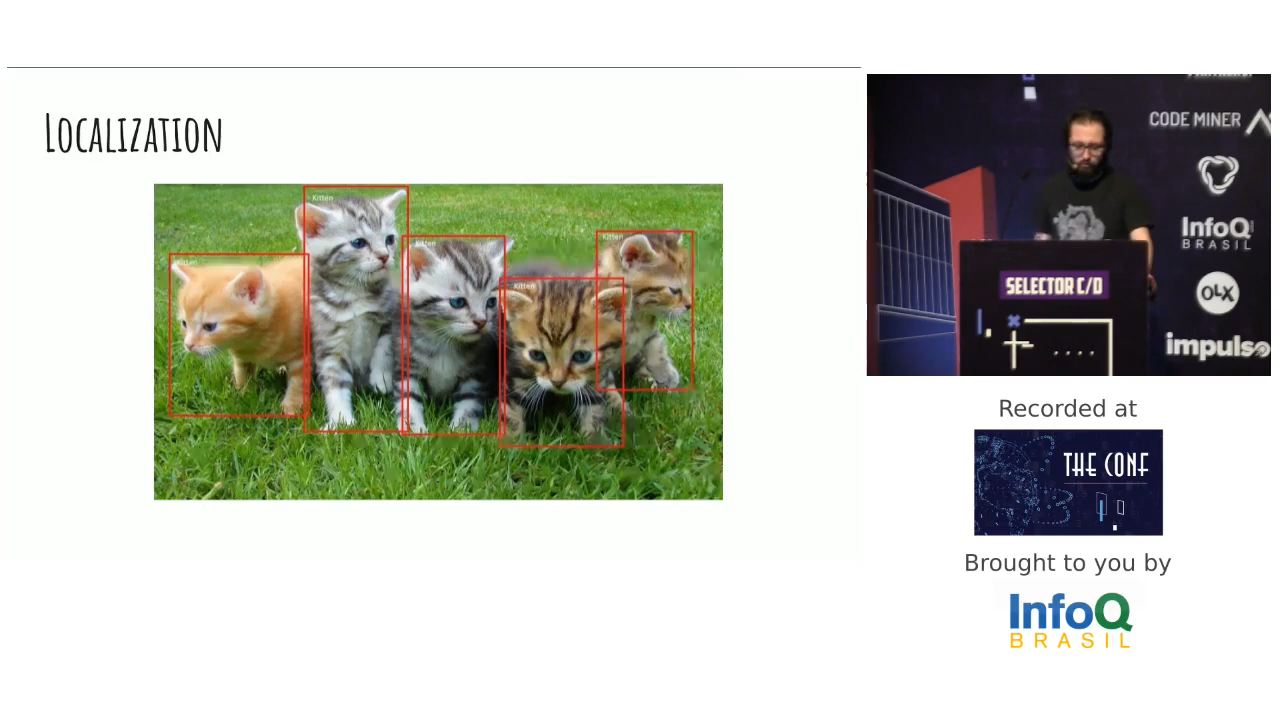 Localization
Kitten
Kitten
Kitten
Kitten
Kitten
CODE MINER
InfoQ
BRASIL
SELECTOR C/D
OLX
impulso
Recorded at
THE CONF
Brought to you by
InfoQ
BRASIL